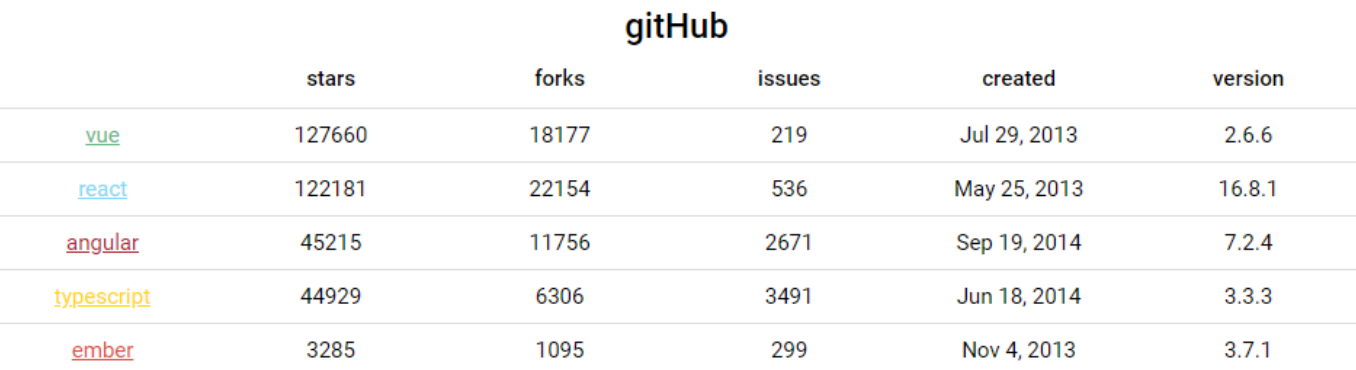 gitHub
stars forks issues created version
vue 127660 18177 219 Jul 29, 2013 2.6.6
react 122181 22154 536 May 25, 2013 16.8.1
angular 45215 11756 2671 Sep 19, 2014 7.2.4
typescript 44929 6306 3491 Jun 18, 2014 3.3.3
ember 3285 1095 299 Nov 4, 2013 3.7.1